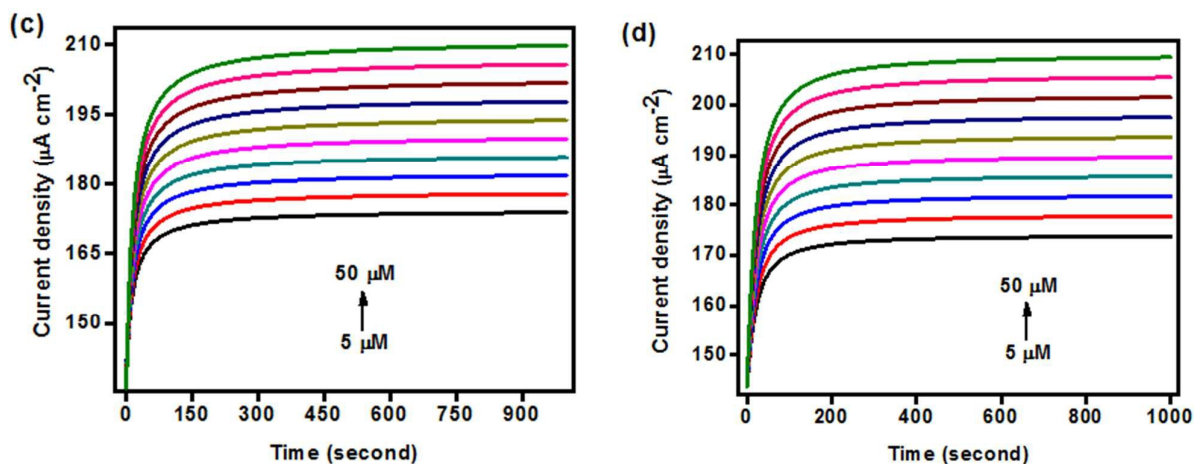 (c)
Current density (μA cm-2)
210
195
180
165
150
50 μM
5 μM
0 150 300 450 600 750 900
Time (second)
(d)
Current density (μA cm-2)
210
200
190
180
170
160
150
50 μM
5 μM
0 200 400 600 800 1000
Time (second)